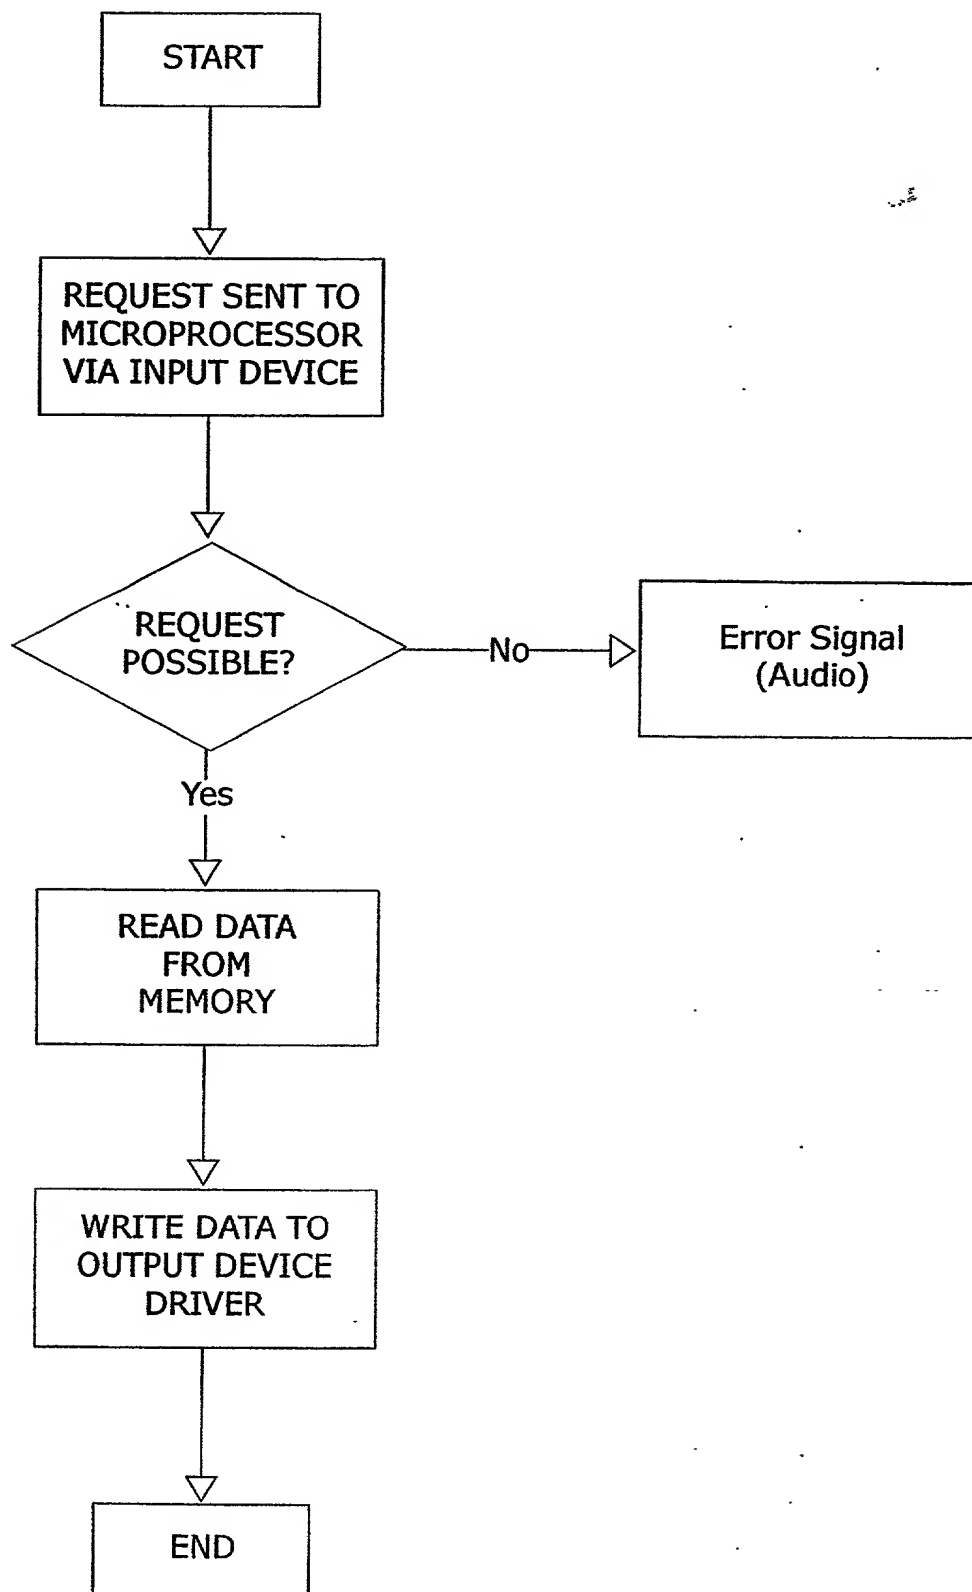 START
REQUEST SENT TO
MICROPROCESSOR
VIA INPUT DEVICE
REQUEST
POSSIBLE?
No
Error Signal
(Audio)
Yes
READ DATA
FROM
MEMORY
WRITE DATA TO
OUTPUT DEVICE
DRIVER
END